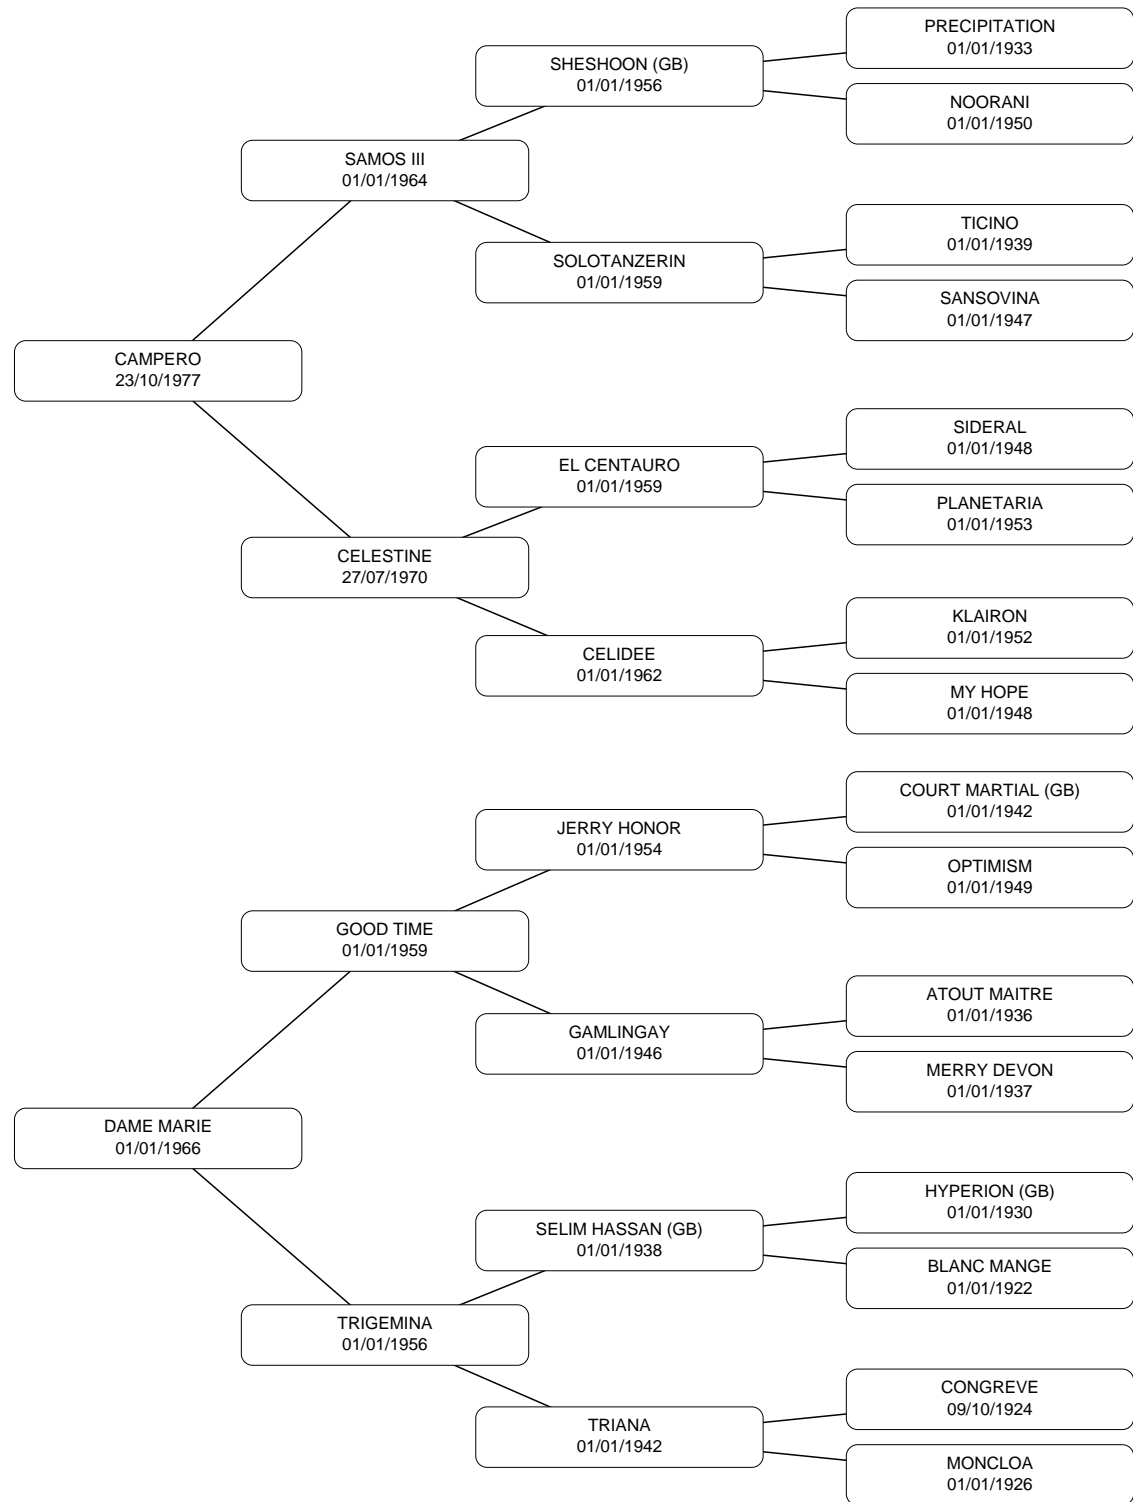 PRECIPITATION
01/01/1933
SHESHOON (GB)
01/01/1956
NOORANI
01/01/1950
SAMOS III
01/01/1964
TICINO
01/01/1939
SOLOTANZERIN
01/01/1959
SANSOVINA
01/01/1947
CAMPERO
23/10/1977
SIDERAL
01/01/1948
EL CENTAURO
01/01/1959
PLANETARIA
01/01/1953
CELESTINE
27/07/1970
KLAIRON
01/01/1952
CELIDEE
01/01/1962
MY HOPE
01/01/1948
COURT MARTIAL (GB)
01/01/1942
JERRY HONOR
01/01/1954
OPTIMISM
01/01/1949
GOOD TIME
01/01/1959
ATOUT MAITRE
01/01/1936
GAMLINGAY
01/01/1946
MERRY DEVON
01/01/1937
DAME MARIE
01/01/1966
HYPERION (GB)
01/01/1930
SELIM HASSAN (GB)
01/01/1938
BLANC MANGE
01/01/1922
TRIGEMINA
01/01/1956
CONGREVE
09/10/1924
TRIANA
01/01/1942
MONCLOA
01/01/1926